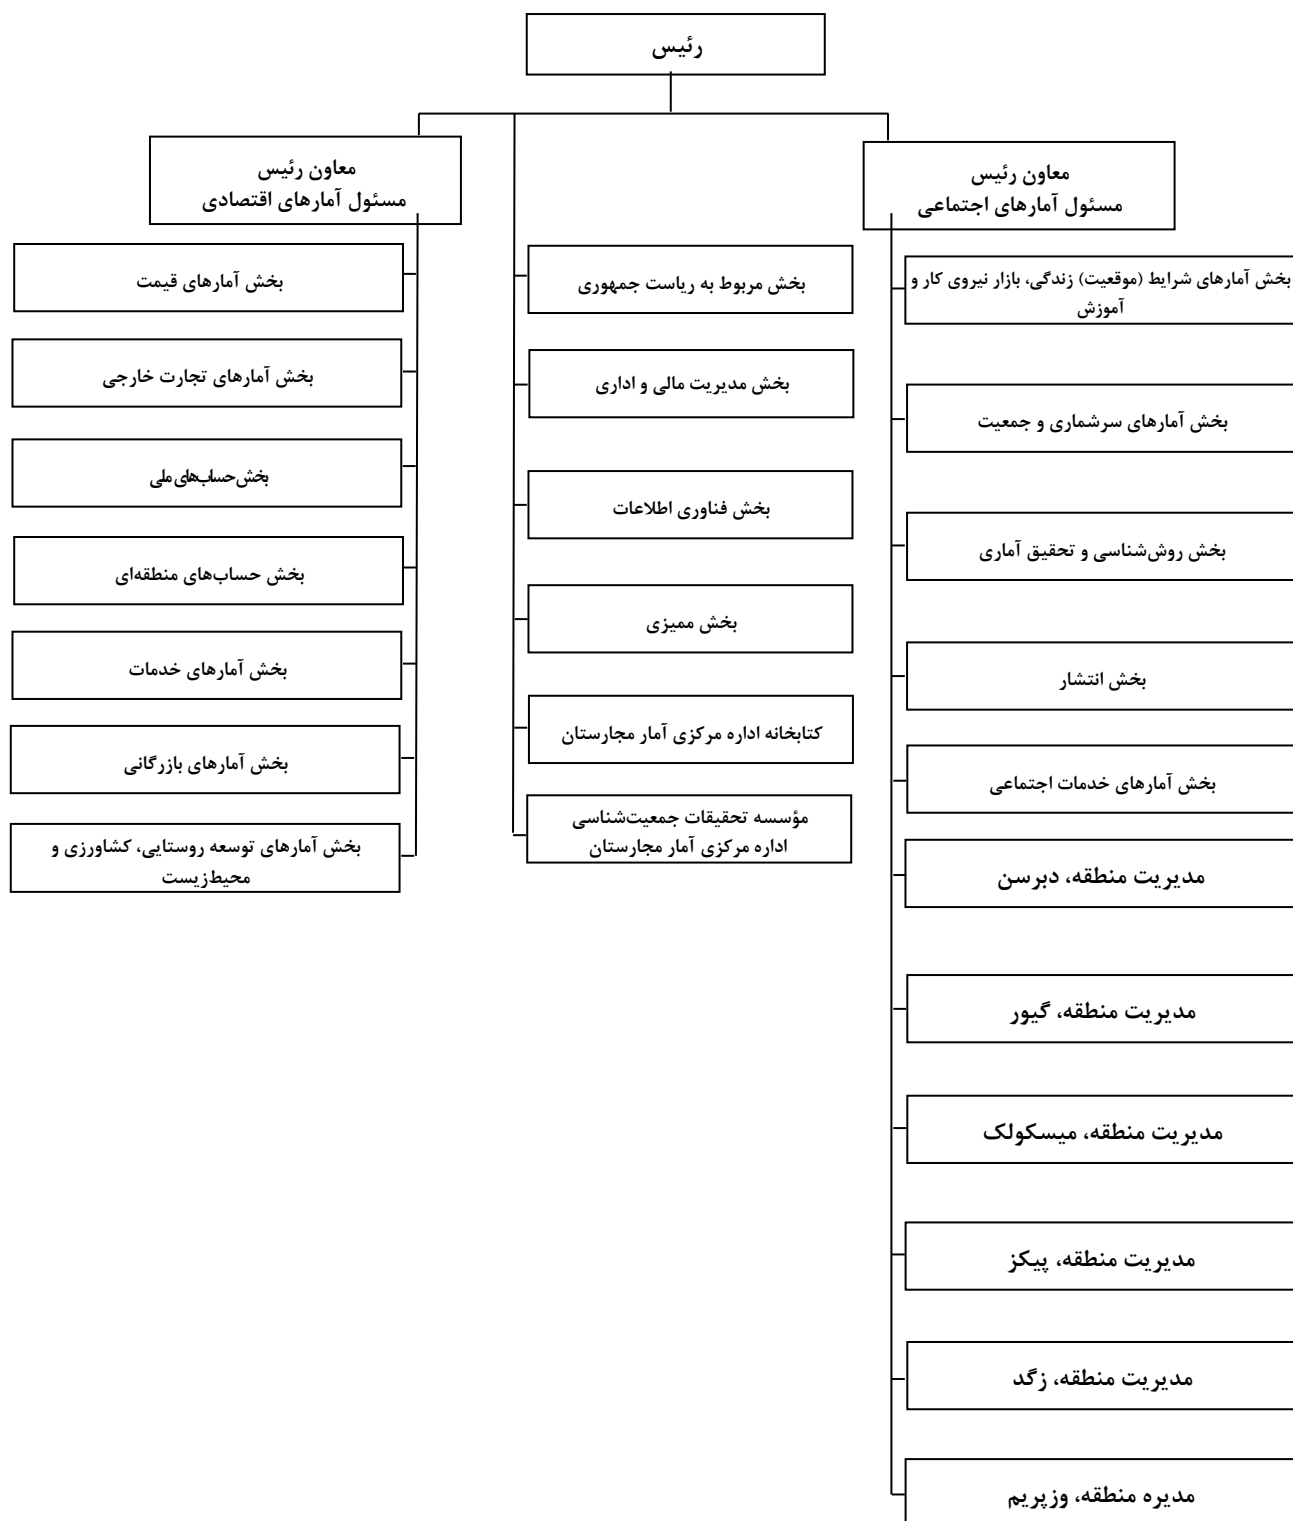 رئیس
معاون رئیس
مسئول آمارهای اجتماعی
بخش آمارهای شرایط (موقعیت) زندگی، بازار نیروی کار و
آموزش
بخش آمارهای سرشماری و جمعیت
بخش روش‌شناسی و تحقیق آماری
بخش انتشار
بخش آمارهای خدمات اجتماعی
مدیریت منطقه، دبرسن
مدیریت منطقه، گیور
مدیریت منطقه، میسکولک
مدیریت منطقه، پیکز
مدیریت منطقه، زگد
مدیره منطقه، وزپریم
بخش مربوط به ریاست جمهوری
بخش مدیریت مالی و اداری
بخش فناوری اطلاعات
بخش ممیزی
کتابخانه اداره مرکزی آمار مجارستان
مؤسسه تحقیقات جمعیت‌شناسی
اداره مرکزی آمار مجارستان
معاون رئیس
مسئول آمارهای اقتصادی
بخش آمارهای قیمت
بخش آمارهای تجارت خارجی
بخش حساب‌های ملی
بخش حساب‌های منطقه‌ای
بخش آمارهای خدمات
بخش آمارهای بازرگانی
بخش آمارهای توسعه روستایی، کشاورزی و
محیط‌زیست